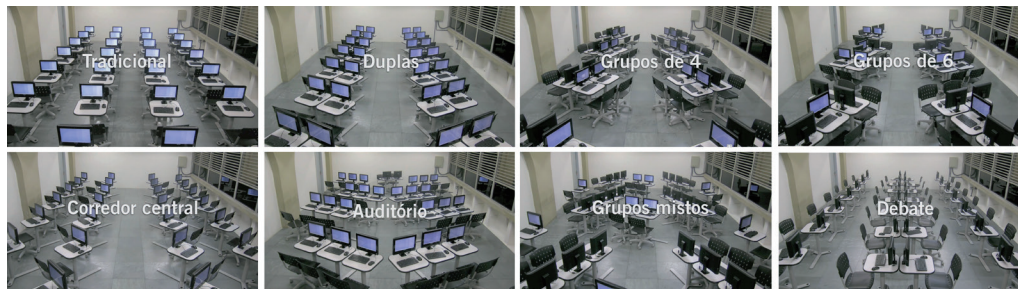 Tradicional
Duplas
Grupos de 4
Grupos de 6
Corredor central
Auditório
Grupos mistos
Debate